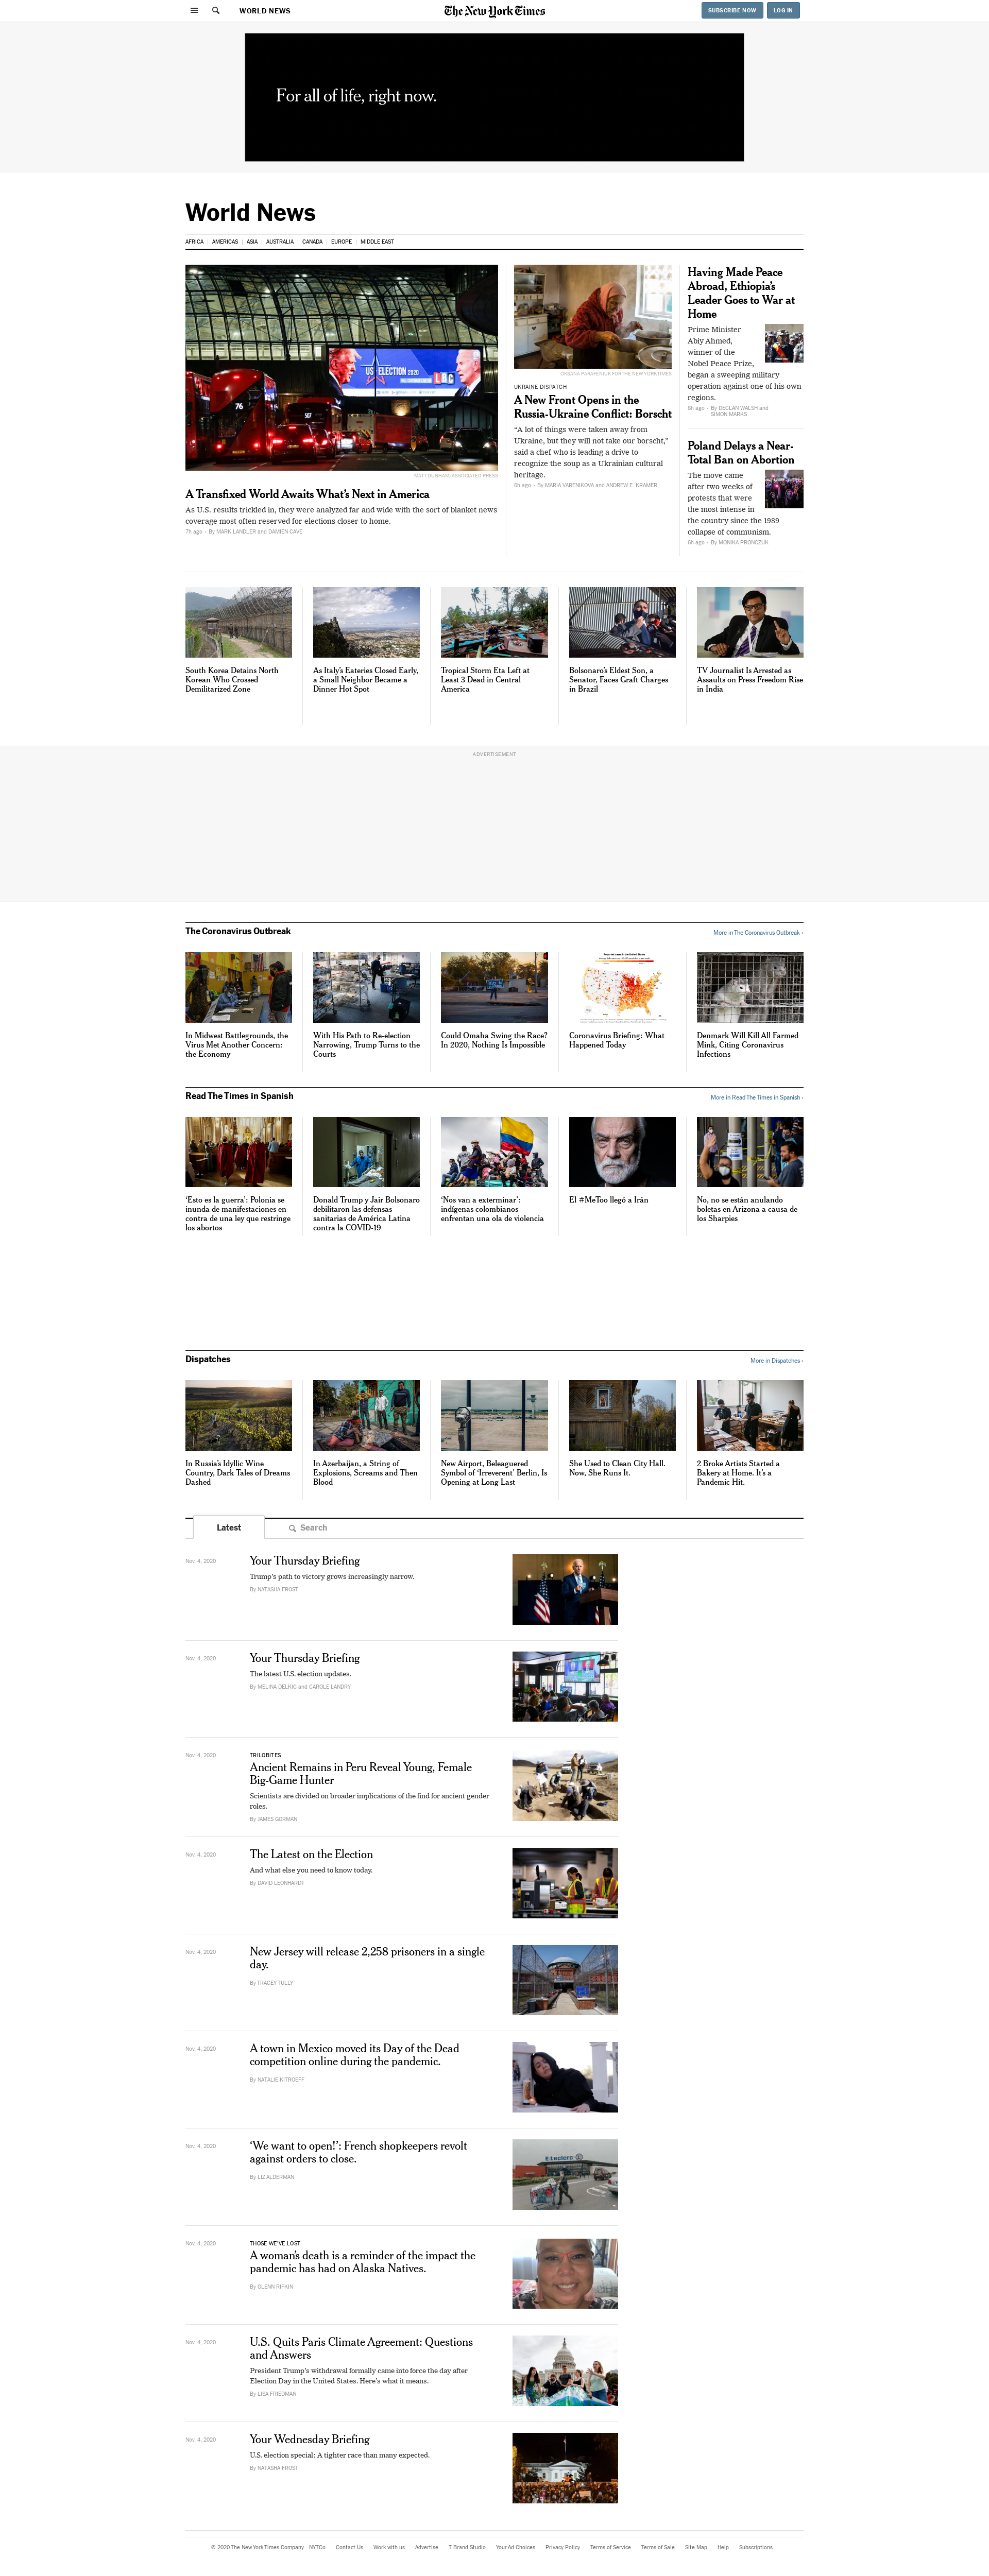 WORLD NEWS
The New York Times
SUBSCRIBE NOW
LOG IN
For all of life, right now.
World News
AFRICA
AMERICAS
ASIA
AUSTRALIA
CANADA
EUROPE
MIDDLE EAST
US ELECTION 2020
MATT DUNHAM/ASSOCIATED PRESS
A Transfixed World Awaits What's Next in America
As U.S. results trickled in, they were analyzed far and wide with the sort of blanket news
coverage most often reserved for elections closer to home.
7h ago - By MARK LANDLER and DAMIEN CAVE
OKSANA PARAFENIUK FOR THE NEW YORK TIMES
UKRAINE DISPATCH
A New Front Opens in the
Russia-Ukraine Conflict: Borscht
“A lot of things were taken away from
Ukraine, but they will not take our borscht,”
said a chef who is leading a drive to
recognize the soup as a Ukrainian cultural
heritage.
6h ago - By MARIA VARENIKOVA and ANDREW E. KRAMER
Having Made Peace
Abroad, Ethiopia's
Leader Goes to War at
Home
Prime Minister
Abiy Ahmed,
winner of the
Nobel Peace Prize,
began a sweeping military
operation against one of his own
regions.
8h ago - By DECLAN WALSH and
SIMON MARKS
Poland Delays a Near-
Total Ban on Abortion
The move came
after two weeks of
protests that were
the most intense in
the country since the 1989
collapse of communism.
6h ago - By MONIKA PRONCZUK
South Korea Detains North
Korean Who Crossed
Demilitarized Zone
As Italy's Eateries Closed Early,
a Small Neighbor Became a
Dinner Hot Spot
Tropical Storm Eta Left at
Least 3 Dead in Central
America
Bolsonaro's Eldest Son, a
Senator, Faces Graft Charges
in Brazil
TV Journalist Is Arrested as
Assaults on Press Freedom Rise
in India
ADVERTISEMENT
The Coronavirus Outbreak
More in The Coronavirus Outbreak ›
In Midwest Battlegrounds, the
Virus Met Another Concern:
the Economy
With His Path to Re-election
Narrowing, Trump Turns to the
Courts
Could Omaha Swing the Race?
In 2020, Nothing Is Impossible
Coronavirus Briefing: What
Happened Today
Denmark Will Kill All Farmed
Mink, Citing Coronavirus
Infections
Read The Times in Spanish
More in Read The Times in Spanish ›
‘Esto es la guerra’: Polonia se
inunda de manifestaciones en
contra de una ley que restringe
los abortos
Donald Trump y Jair Bolsonaro
debilitaron las defensas
sanitarias de América Latina
contra la COVID-19
‘Nos van a exterminar’:
indígenas colombianos
enfrentan una ola de violencia
El #MeToo llegó a Irán
No, no se están anulando
boletas en Arizona a causa de
los Sharpies
Dispatches
More in Dispatches ›
In Russia's Idyllic Wine
Country, Dark Tales of Dreams
Dashed
In Azerbaijan, a String of
Explosions, Screams and Then
Blood
New Airport, Beleaguered
Symbol of ‘Irreverent’ Berlin, Is
Opening at Long Last
She Used to Clean City Hall.
Now, She Runs It.
2 Broke Artists Started a
Bakery at Home. It's a
Pandemic Hit.
Latest
Search
Nov. 4, 2020
Your Thursday Briefing
Trump's path to victory grows increasingly narrow.
By NATASHA FROST
Nov. 4, 2020
Your Thursday Briefing
The latest U.S. election updates.
By MELINA DELKIC and CAROLE LANDRY
Nov. 4, 2020
TRILOBITES
Ancient Remains in Peru Reveal Young, Female
Big-Game Hunter
Scientists are divided on broader implications of the find for ancient gender
roles.
By JAMES GORMAN
Nov. 4, 2020
The Latest on the Election
And what else you need to know today.
By DAVID LEONHARDT
Nov. 4, 2020
New Jersey will release 2,258 prisoners in a single
day.
By TRACEY TULLY
Nov. 4, 2020
A town in Mexico moved its Day of the Dead
competition online during the pandemic.
By NATALIE KITROEFF
Nov. 4, 2020
‘We want to open!’: French shopkeepers revolt
against orders to close.
By LIZ ALDERMAN
E.Leclerc
Nov. 4, 2020
THOSE WE'VE LOST
A woman's death is a reminder of the impact the
pandemic has had on Alaska Natives.
By GLENN RIFKIN
Nov. 4, 2020
U.S. Quits Paris Climate Agreement: Questions
and Answers
President Trump's withdrawal formally came into force the day after
Election Day in the United States. Here's what it means.
By LISA FRIEDMAN
Nov. 4, 2020
Your Wednesday Briefing
U.S. election special: A tighter race than many expected.
By NATASHA FROST
© 2020 The New York Times Company
NYTCo
Contact Us
Work with us
Advertise
T Brand Studio
Your Ad Choices
Privacy Policy
Terms of Service
Terms of Sale
Site Map
Help
Subscriptions